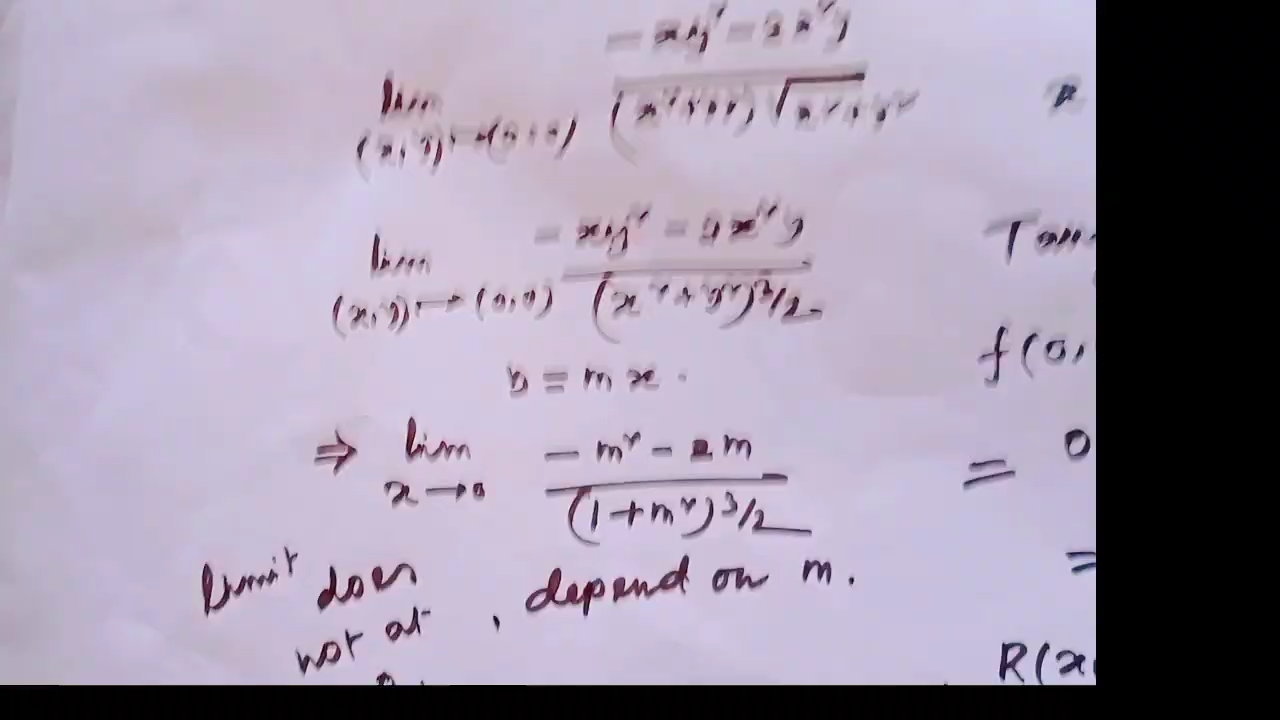 - xy² - 2x²y
lim
(x,y)→(0,0) (x²+y²) √x²+y²
lim - xy² - 2x²y
(x,y)→(0,0) (x²+y²)3/2
y = mx.
⇒ lim - m² - 2m
x→0 (1+m²)3/2
limit does
not at , depend on m.
Tan
f(0,
= 0
=
R(x,